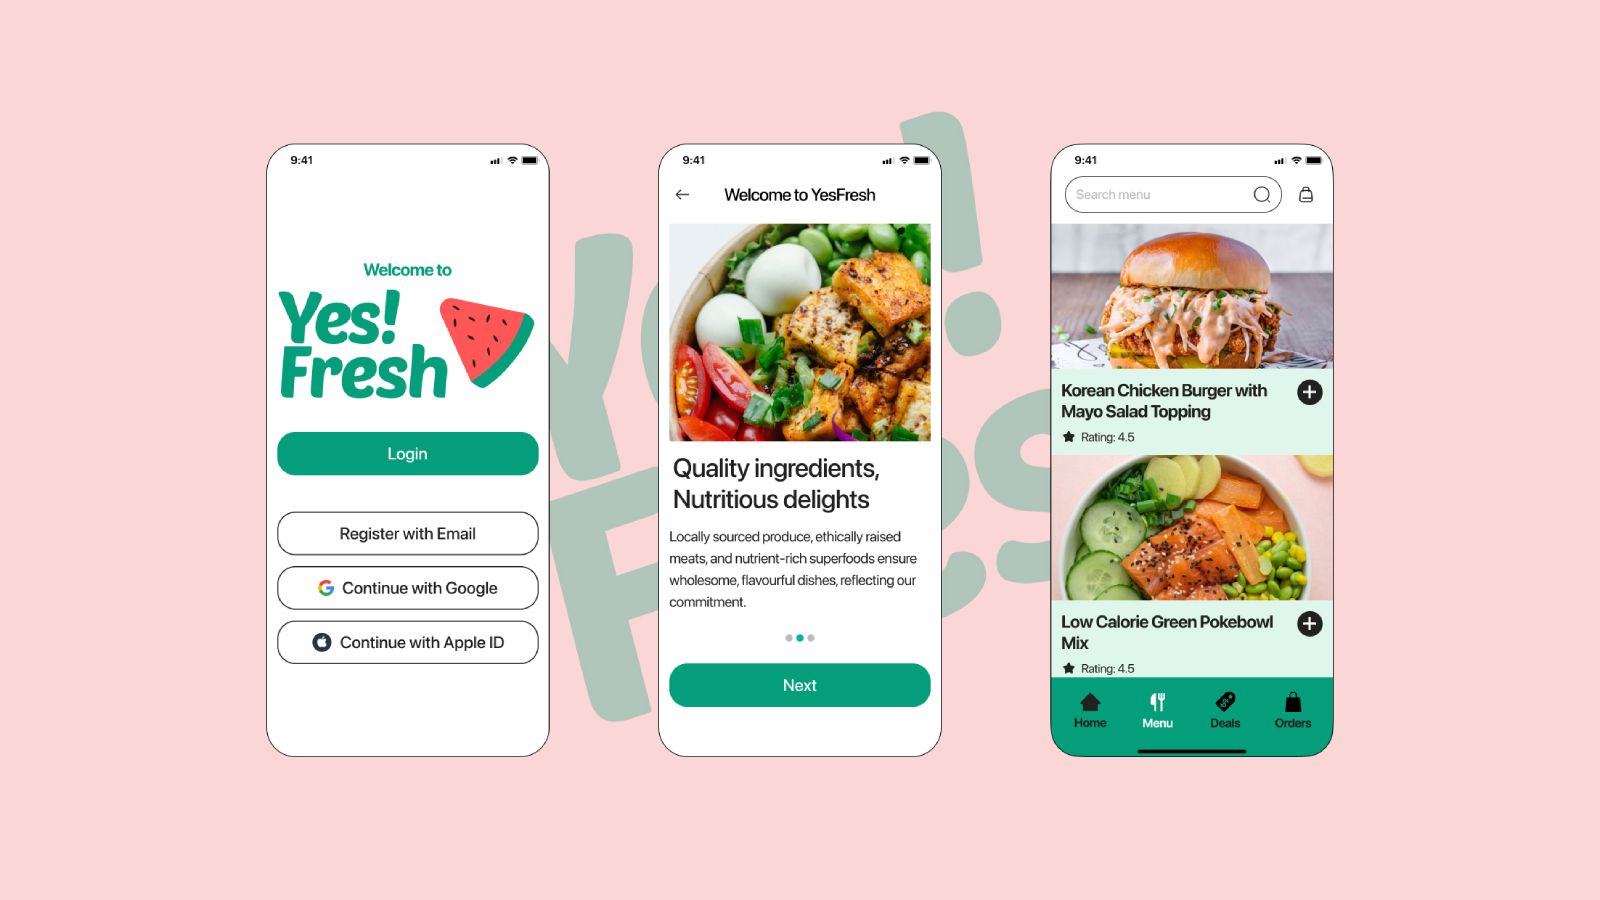 9:41
Welcome to
Yes!
Fresh
Login
Register with Email
Continue with Google
Continue with Apple ID
9:41
Welcome to YesFresh
Quality ingredients,
Nutritious delights
Locally sourced produce, ethically raised
meats, and nutrient-rich superfoods ensure
wholesome, flavourful dishes, reflecting our
commitment.
Next
9:41
Search menu
Korean Chicken Burger with
Mayo Salad Topping
Rating: 4.5
Low Calorie Green Pokebowl
Mix
Rating: 4.5
Home
Menu
Deals
Orders